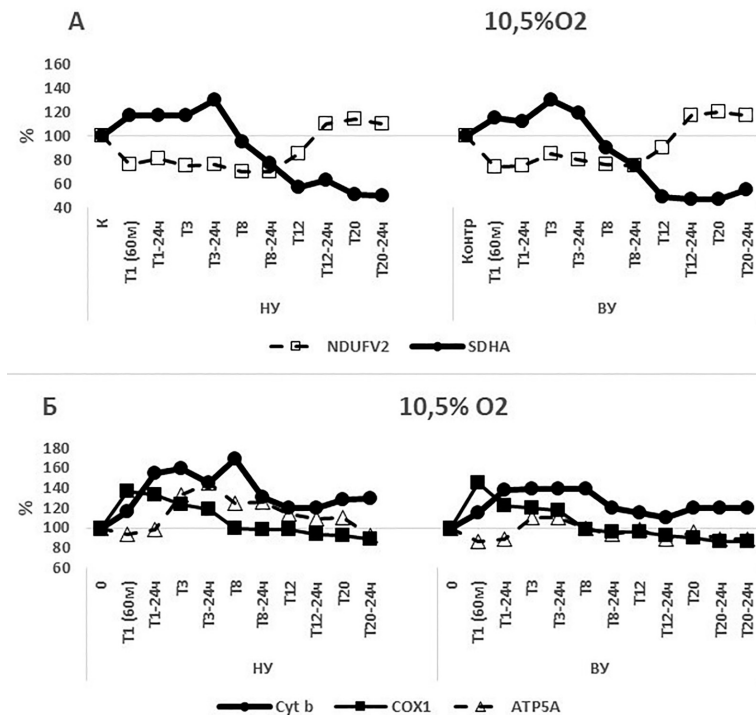 А
10,5%O2
160
140
120
100
80
60
40
%
К
Т1 (60м)
Т1-24ч
Т3
Т3-24ч
Т8
Т8-24ч
Т12
Т12-24ч
Т20
Т20-24ч
НУ
Контр
Т1 (60м)
Т1-24ч
Т3
Т3-24ч
Т8
Т8-24ч
Т12
Т12-24ч
Т20
Т20-24ч
ВУ
NDUFV2 SDHA
Б
10,5% O2
180
160
140
120
100
80
60
%
0
Т1 (60м)
Т1-24ч
Т3
Т3-24ч
Т8
Т8-24ч
Т12
Т12-24ч
Т20
Т20-24ч
НУ
0
Т1 (60м)
Т1-24ч
Т3
Т3-24ч
Т8
Т8-24ч
Т12
Т12-24ч
Т20
Т20-24ч
Т20-24ч
ВУ
Cyt b COX1 ATP5A